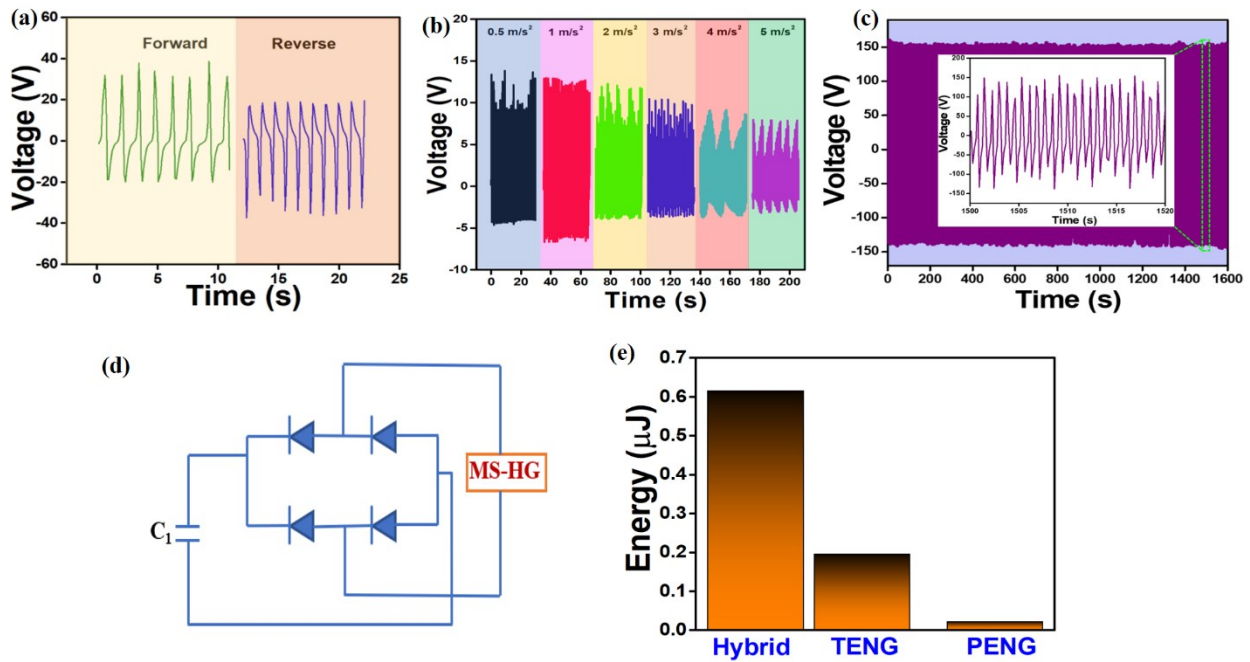 (a)
60
40
20
0
-20
-40
-60
Voltage (V)
Forward
Reverse
0 5 10 15 20 25
Time (s)
(b)
20
15
10
5
0
-5
-10
Voltage (V)
0.5 m/s² 1 m/s² 2 m/s² 3 m/s² 4 m/s² 5 m/s²
0 20 40 60 80 100 120 140 160 180 200
Time (s)
(c)
150
100
50
0
-50
-100
-150
Voltage (V)
200
150
100
50
0
-50
-100
-150
Voltage (V)
1500 1505 1510 1515 1520
Time (s)
0 200 400 600 800 1000 1200 1400 1600
Time (s)
(d)
C₁
MS-HG
(e)
0.7
0.6
0.5
0.4
0.3
0.2
0.1
0.0
Energy (µJ)
Hybrid TENG PENG